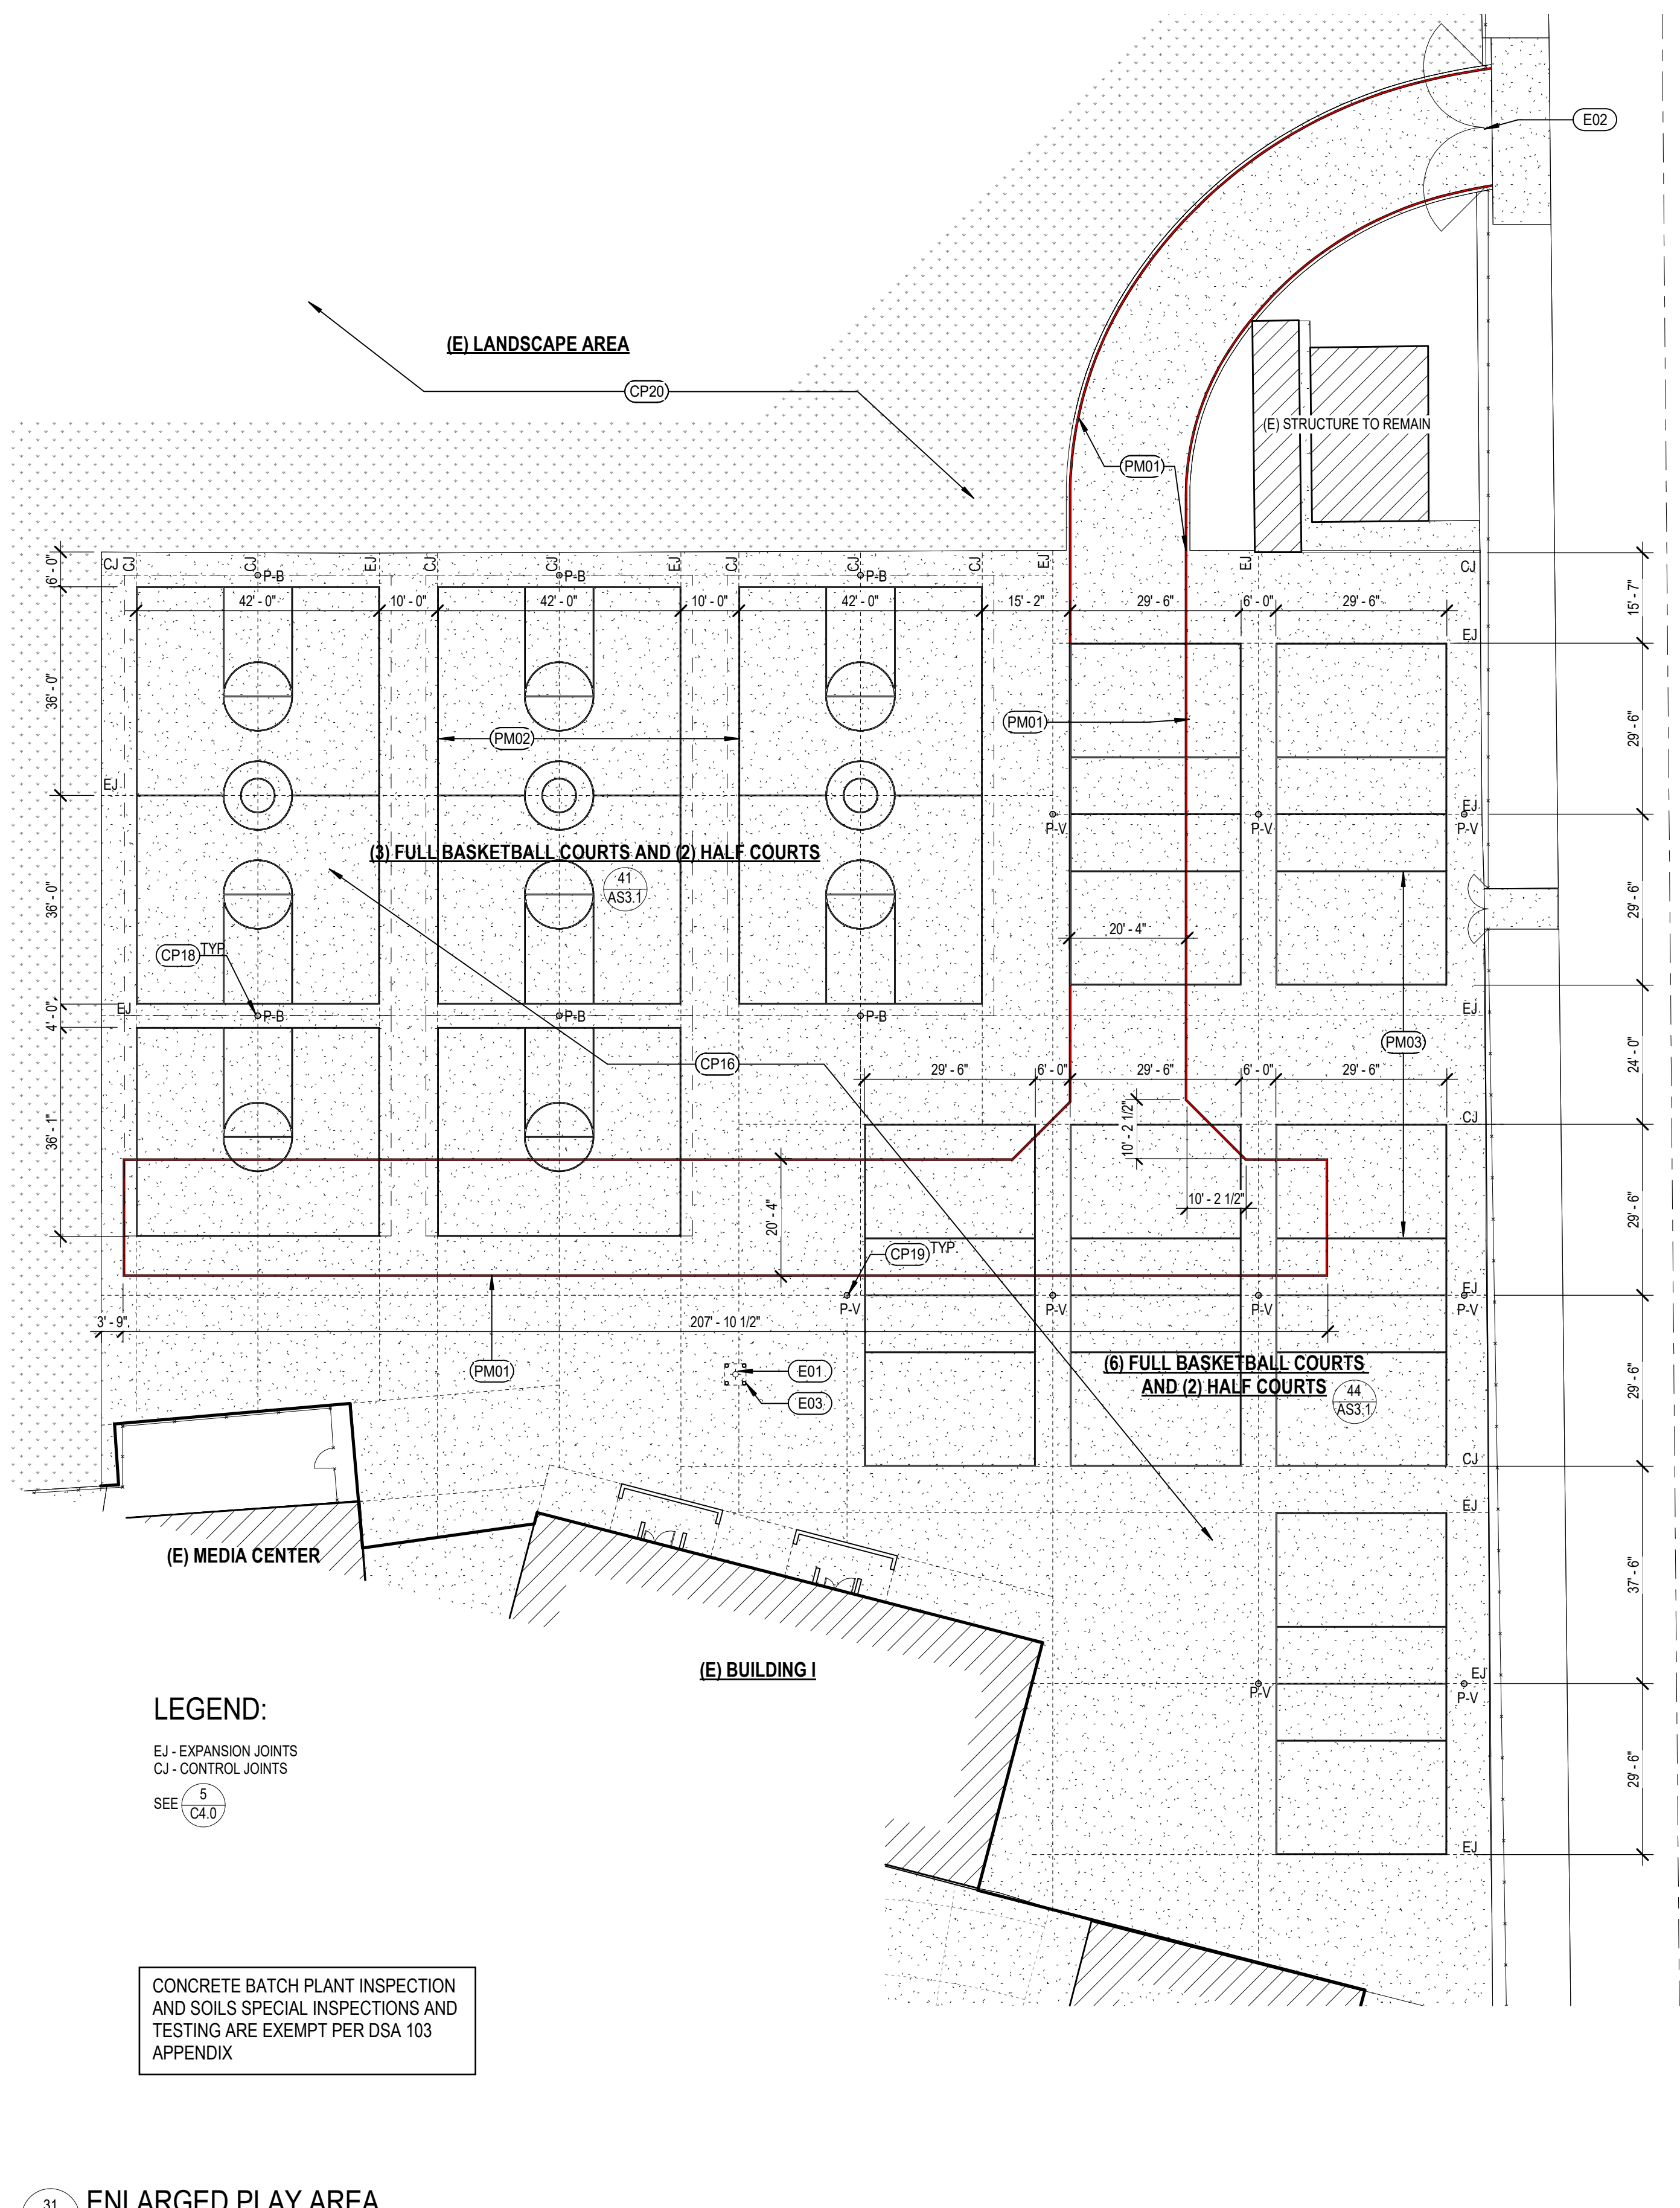 E02
(E) LANDSCAPE AREA
CP20
(E) STRUCTURE TO REMAIN
PM01
6' - 0"
CJ
CJ
CJ
EJ
CJ
CJ
EJ
CJ
CJ
CJ
EJ
EJ
CJ
P-B
P-B
P-B
42' - 0"
10' - 0"
42' - 0"
10' - 0"
42' - 0"
15' - 2"
29' - 6"
6' - 0"
29' - 6"
15' - 7"
EJ
36' - 0"
PM02
PM01
29' - 6"
EJ
EJ
P-V
P-V
P-V
(3) FULL BASKETBALL COURTS AND (2) HALF COURTS
41
AS3.1
36' - 0"
29' - 6"
20' - 4"
CP18
TYP
4' - 0"
EJ
P-B
P-B
P-B
EJ
PM03
24' - 0"
CP16
29' - 6"
6' - 0"
29' - 6"
6' - 0"
29' - 6"
CJ
36' - 1"
10' - 2 1/2"
10' - 2 1/2"
20' - 4"
29' - 6"
CP19
TYP
EJ
P-V
P-V
P-V
P-V
3' - 9"
207' - 10 1/2"
PM01
E01
E03
(6) FULL BASKETBALL COURTS
AND (2) HALF COURTS
44
AS3.1
29' - 6"
CJ
EJ
(E) MEDIA CENTER
37' - 6"
(E) BUILDING I
EJ
P-V
P-V
LEGEND:
EJ - EXPANSION JOINTS
CJ - CONTROL JOINTS
SEE
5
C4.0
29' - 6"
EJ
CONCRETE BATCH PLANT INSPECTION
AND SOILS SPECIAL INSPECTIONS AND
TESTING ARE EXEMPT PER DSA 103
APPENDIX
31
ENLARGED PLAY AREA